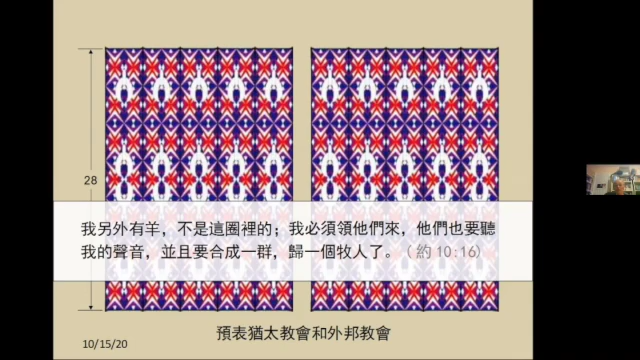 28
我另外有羊，不是這圈裡的；我必須領他們來，他們也要聽
我的聲音，並且要合成一群，歸一個牧人了。（約 10:16）
預表猶太教會和外邦教會
10/15/20